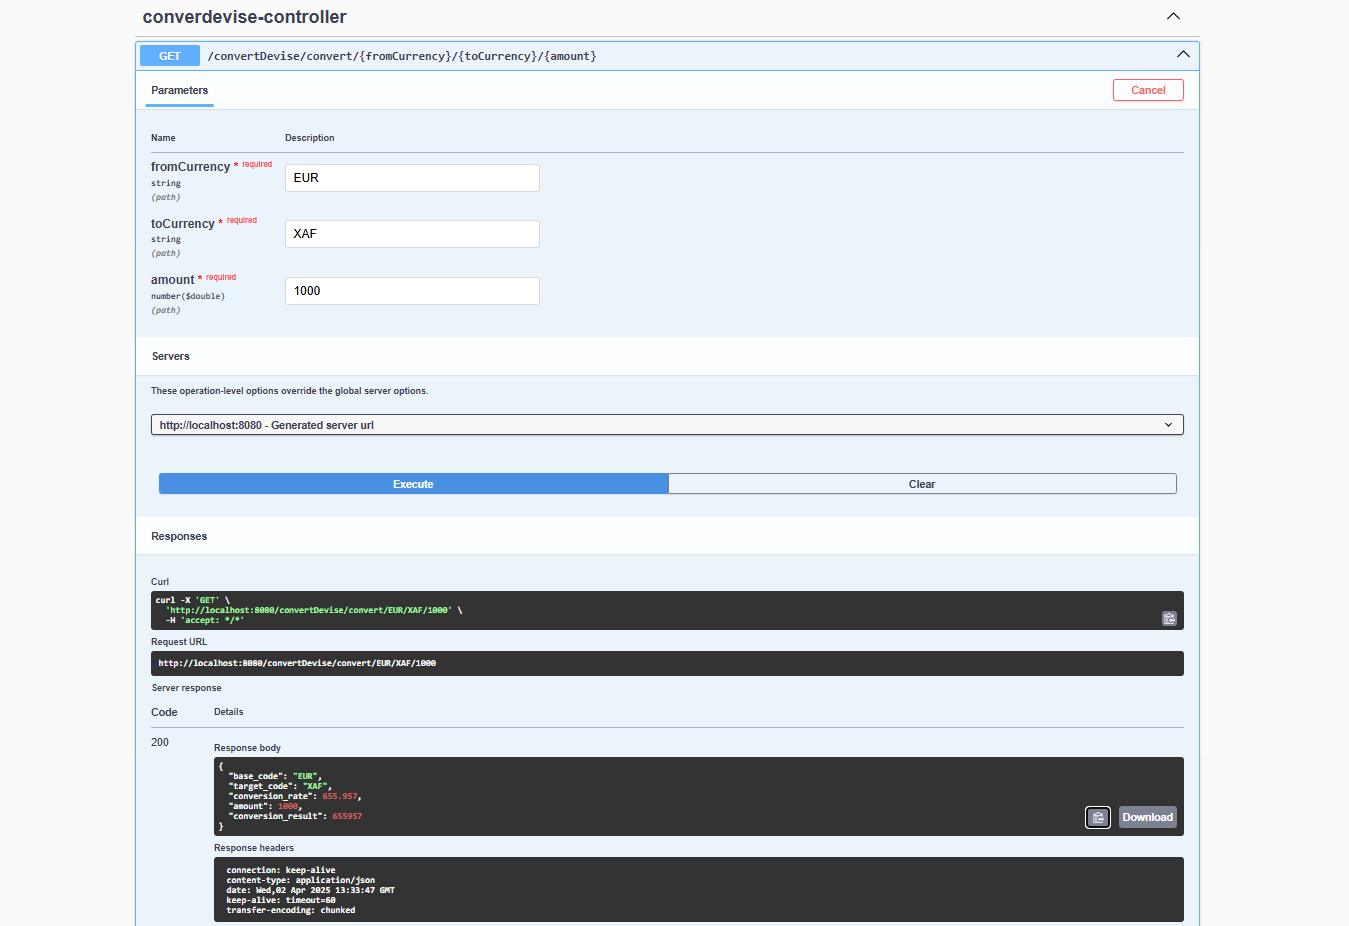 converdevise-controller
GET /convertDevise/convert/{fromCurrency}/{toCurrency}/{amount}
Parameters
Cancel
Name Description
fromCurrency * required
string
(path)
EUR
toCurrency * required
string
(path)
XAF
amount * required
number($double)
(path)
1000
Servers
These operation-level options override the global server options.
http://localhost:8080 - Generated server url
Execute Clear
Responses
Curl
curl -X 'GET' \
'http://localhost:8080/convertDevise/convert/EUR/XAF/1000' \
-H 'accept: */*'
Request URL
http://localhost:8080/convertDevise/convert/EUR/XAF/1000
Server response
Code Details
200
Response body
{
"base_code": "EUR",
"target_code": "XAF",
"conversion_rate": 655.957,
"amount": 1000,
"conversion_result": 655957
}
Download
Response headers
connection: keep-alive
content-type: application/json
date: Wed,02 Apr 2025 13:33:47 GMT
keep-alive: timeout=60
transfer-encoding: chunked